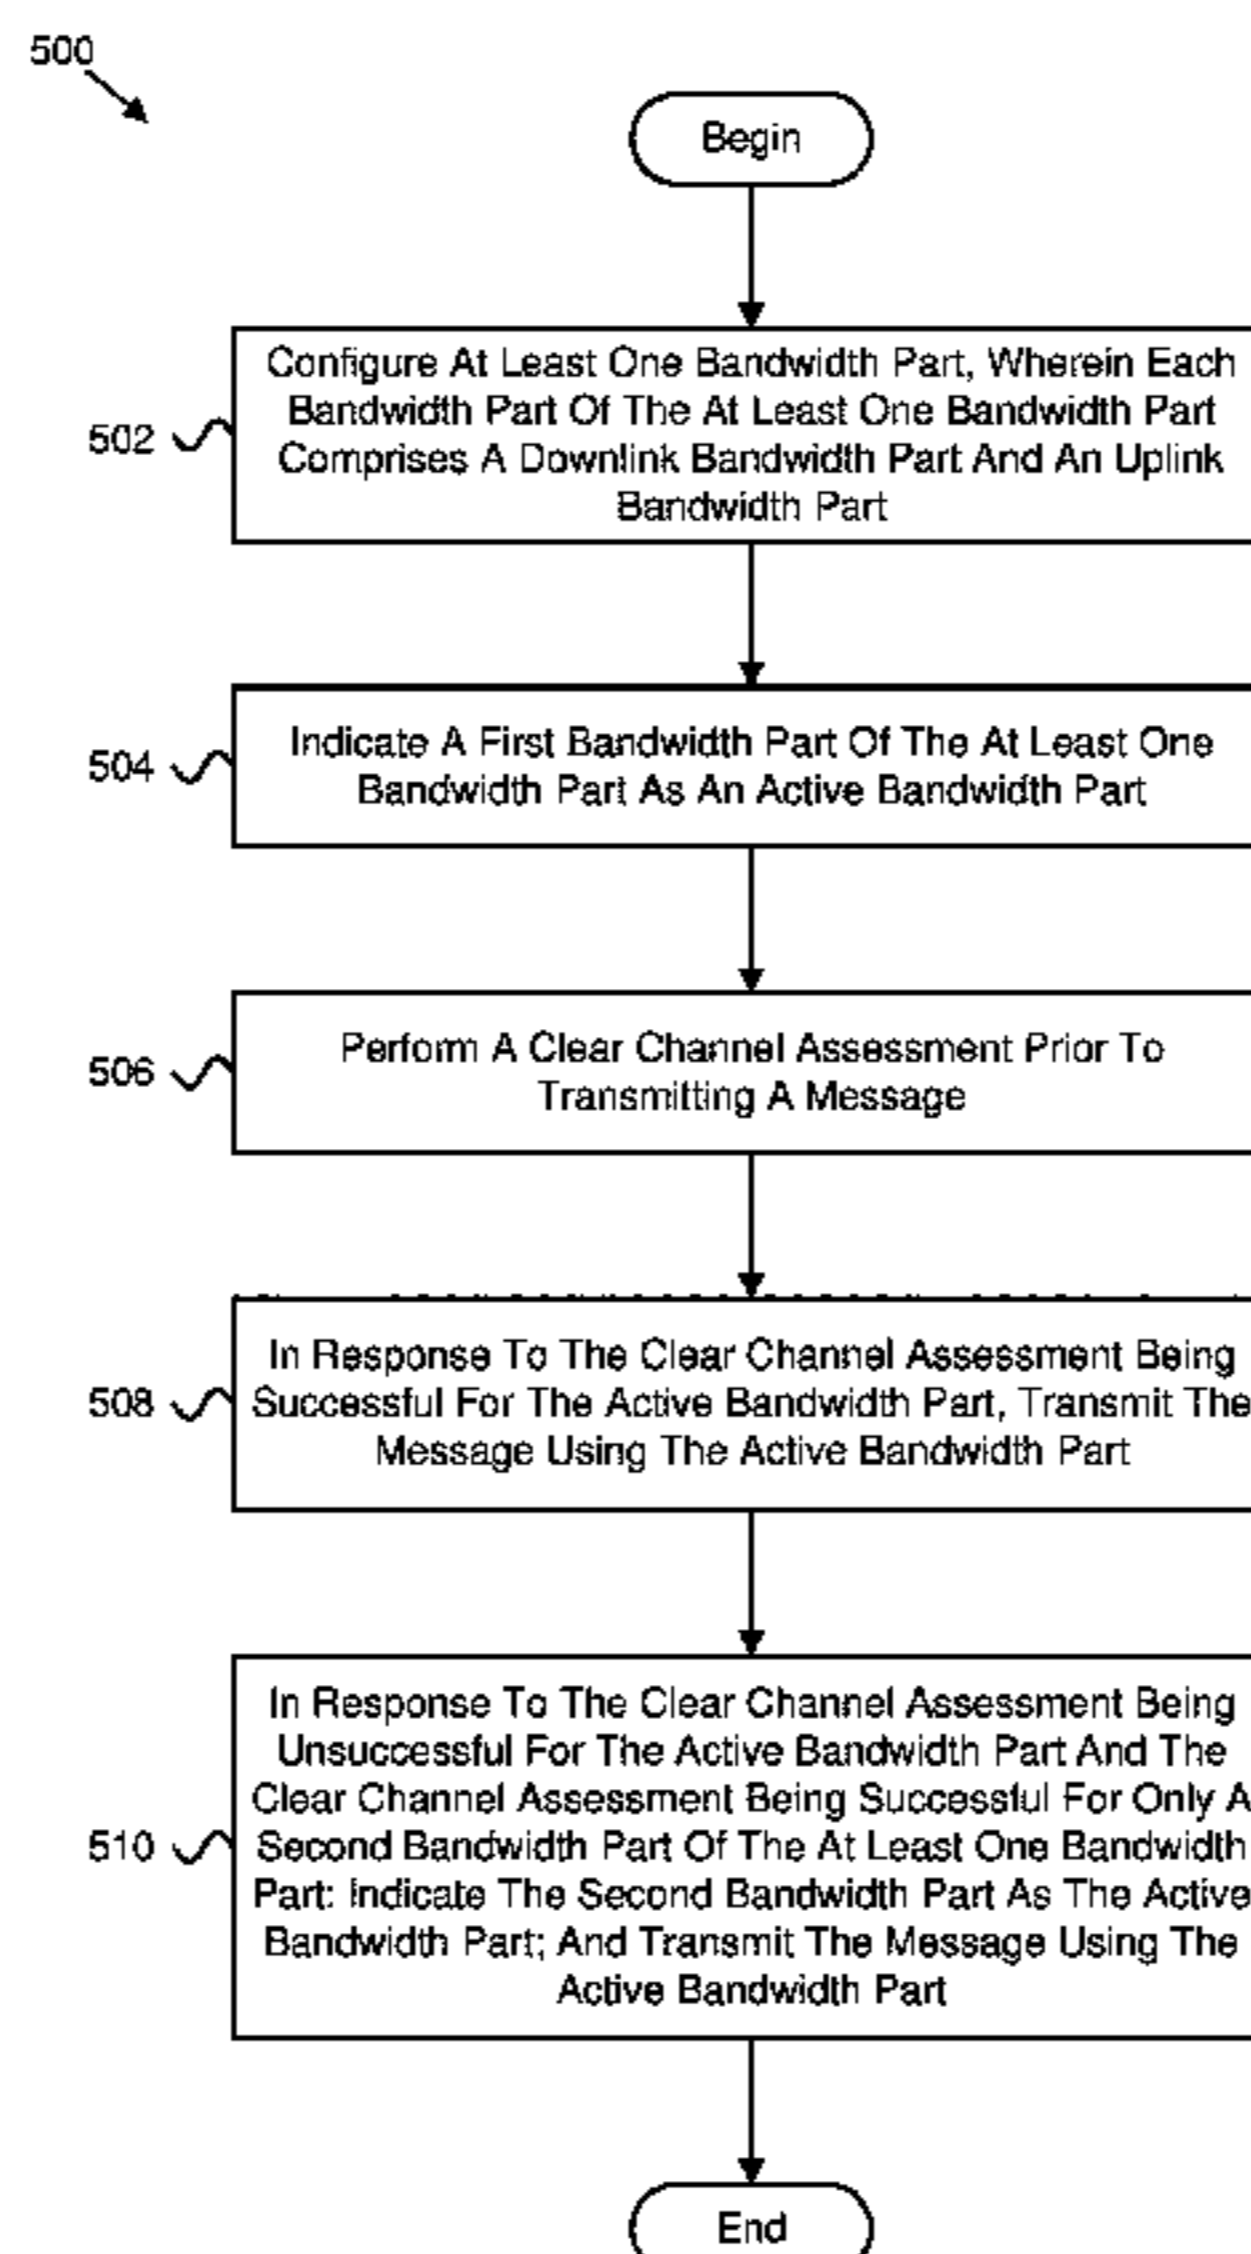 500
Begin
502
Configure At Least One Bandwidth Part, Wherein Each
Bandwidth Part Of The At Least One Bandwidth Part
Comprises A Downlink Bandwidth Part And An Uplink
Bandwidth Part
504
Indicate A First Bandwidth Part Of The At Least One
Bandwidth Part As An Active Bandwidth Part
506
Perform A Clear Channel Assessment Prior To
Transmitting A Message
508
In Response To The Clear Channel Assessment Being
Successful For The Active Bandwidth Part, Transmit The
Message Using The Active Bandwidth Part
510
In Response To The Clear Channel Assessment Being
Unsuccessful For The Active Bandwidth Part And The
Clear Channel Assessment Being Successful For Only A
Second Bandwidth Part Of The At Least One Bandwidth
Part: Indicate The Second Bandwidth Part As The Active
Bandwidth Part; And Transmit The Message Using The
Active Bandwidth Part
End